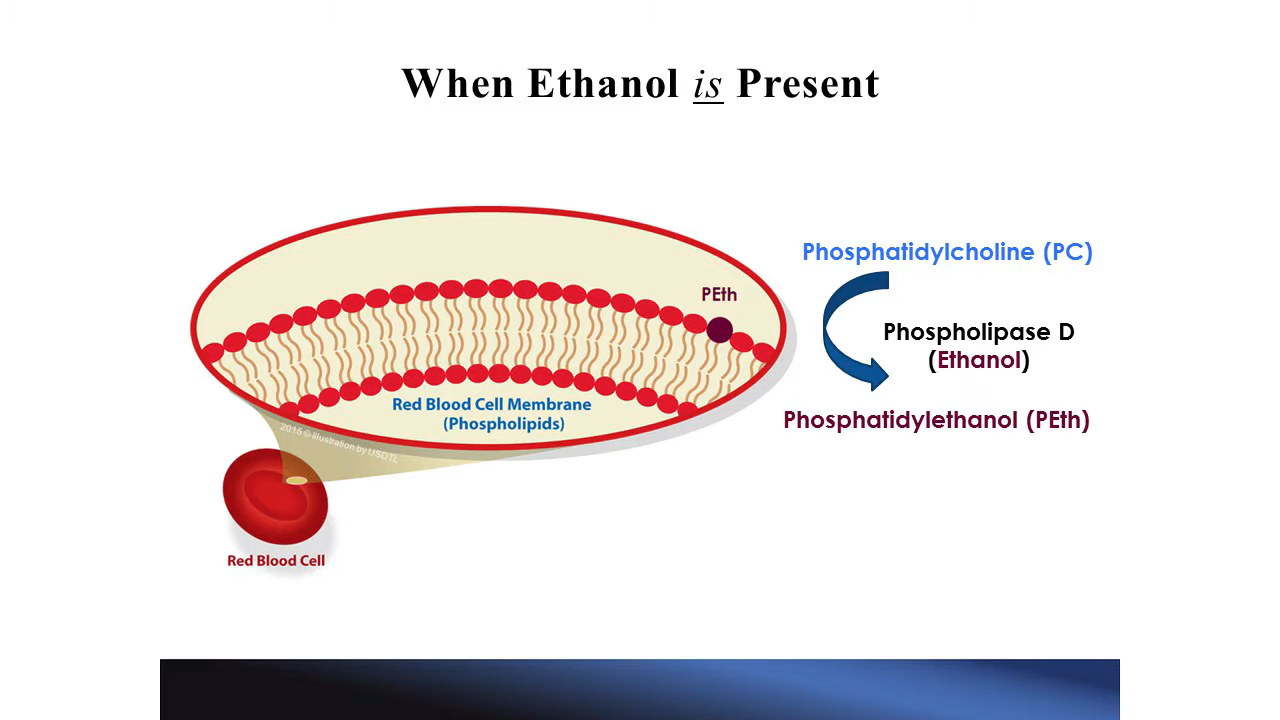 When Ethanol is Present
Phosphatidylcholine (PC)
PEth
Phospholipase D
(Ethanol)
Red Blood Cell Membrane
(Phospholipids)
Phosphatidylethanol (PEth)
2015 © Illustration by USDTL
Red Blood Cell